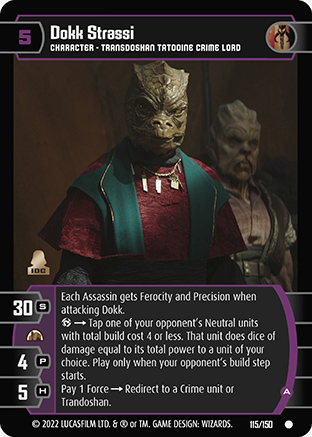 5
Dokk Strassi
CHARACTER - TRANSDOSHAN TATOOINE CRIME LORD
IDC
30 S
4 P
5 H
Each Assassin gets Ferocity and Precision when
attacking Dokk.
→ Tap one of your opponent's Neutral units
with total build cost 4 or less. That unit does dice of
damage equal to its total power to a unit of your
choice. Play only when your opponent's build step
starts.
Pay 1 Force → Redirect to a Crime unit or
Trandoshan.
A
© 2022 LUCASFILM LTD. & ® OR TM. GAME DESIGN: WIZARDS.
115/150